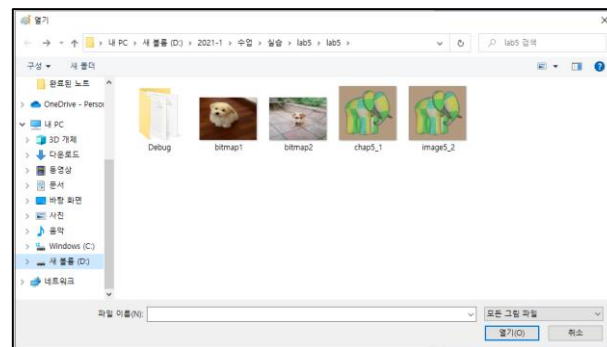 열기
내 PC > 새 볼륨 (D:) > 2021-1 > 수업 > 실습 > lab5 > lab5 >
lab5 검색
구성
새 폴더
완료된 노트
OneDrive - Person
내 PC
3D 개체
다운로드
동영상
문서
바탕 화면
사진
음악
Windows (C:)
새 볼륨 (D:)
네트워크
Debug
bitmap1
bitmap2
chap5_1
image5_2
파일 이름(N):
모든 그림 파일
열기(O)
취소